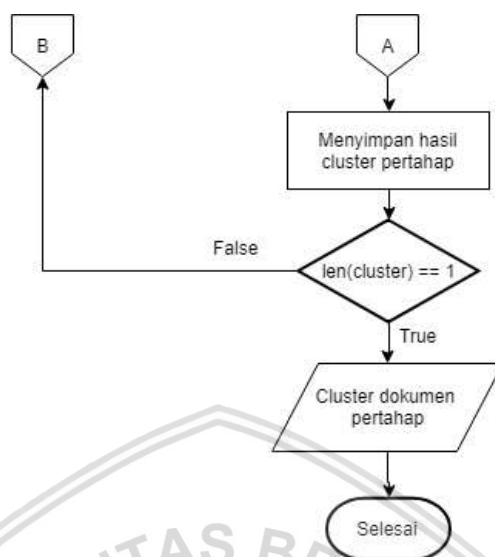 B
A
Menyimpan hasil
cluster pertahap
False
len(cluster) == 1
True
Cluster dokumen
pertahap
Selesai